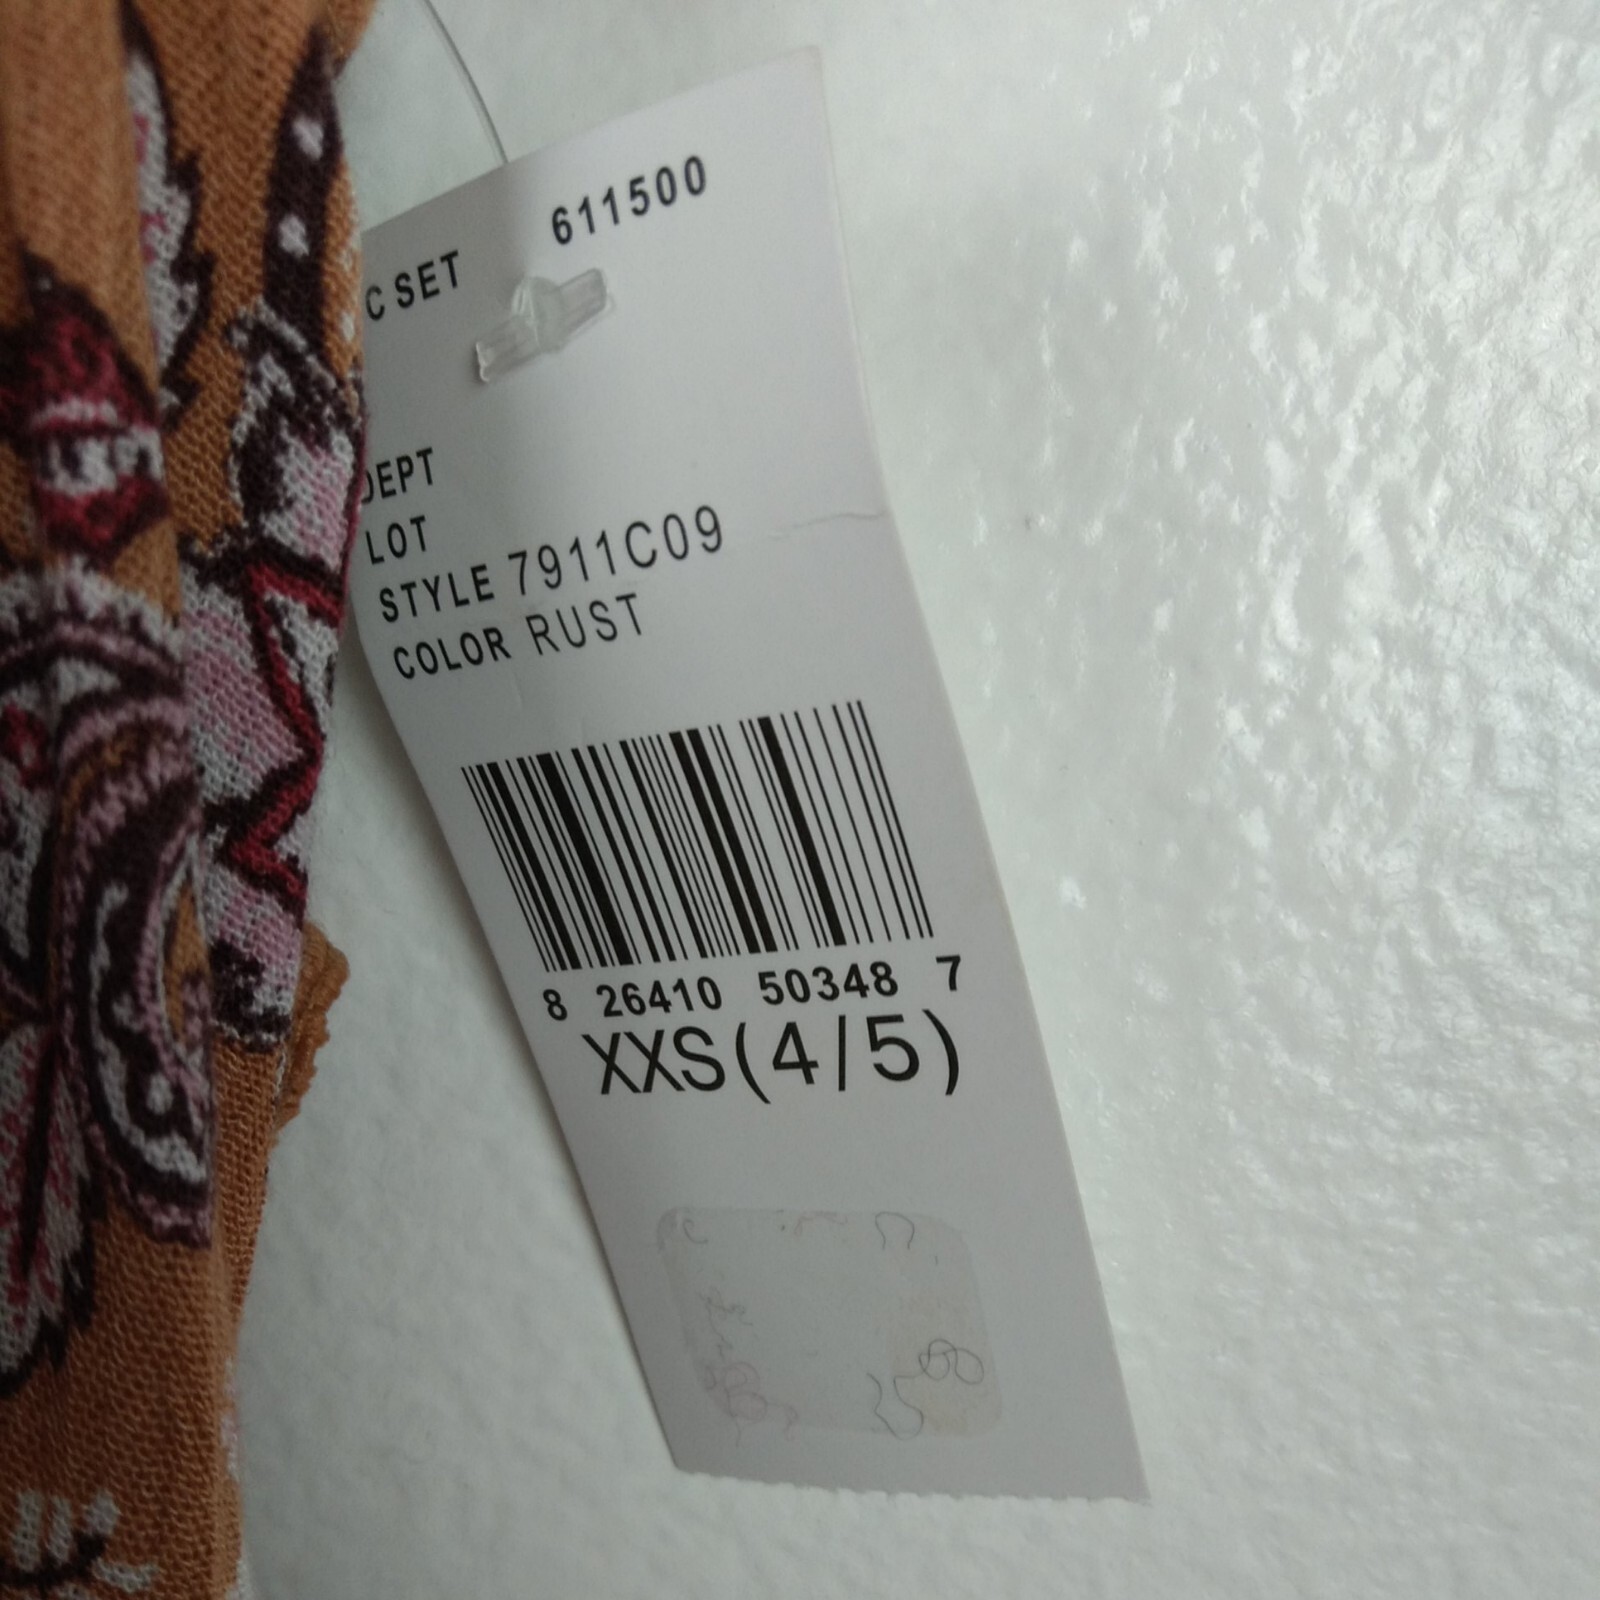 C SET 611500
DEPT
LOT
STYLE 7911C09
COLOR RUST
8 26410 50348 7
XXS(4/5)